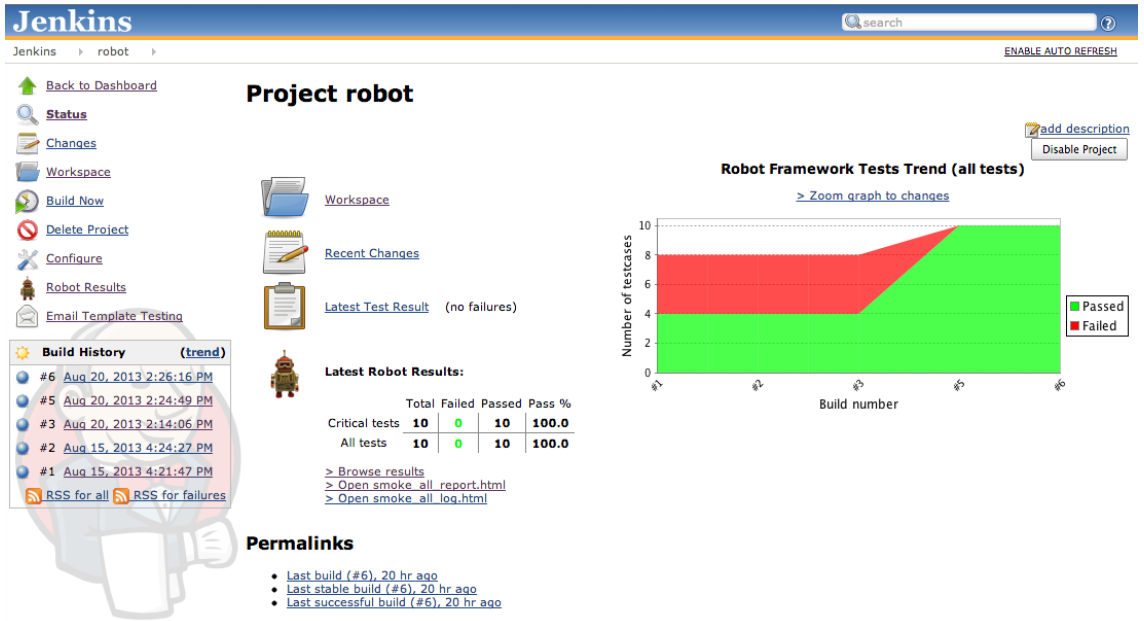 Jenkins
search
?
Jenkins
robot
ENABLE AUTO REFRESH
Back to Dashboard
Status
Changes
Workspace
Build Now
Delete Project
Configure
Robot Results
Email Template Testing
Build History (trend)
#6 Aug 20, 2013 2:26:16 PM
#5 Aug 20, 2013 2:24:49 PM
#3 Aug 20, 2013 2:14:06 PM
#2 Aug 15, 2013 4:24:27 PM
#1 Aug 15, 2013 4:21:47 PM
RSS for all RSS for failures
Project robot
add description
Disable Project
Workspace
Recent Changes
Latest Test Result (no failures)
Latest Robot Results:
Total Failed Passed Pass %
Critical tests 10 0 10 100.0
All tests 10 0 10 100.0
> Browse results
> Open smoke_all_report.html
> Open smoke_all_log.html
Robot Framework Tests Trend (all tests)
> Zoom graph to changes
Number of testcases
10
8
6
4
2
0
#1 #2 #3 #5 #6
Build number
Passed
Failed
Permalinks
• Last build (#6), 20 hr ago
• Last stable build (#6), 20 hr ago
• Last successful build (#6), 20 hr ago